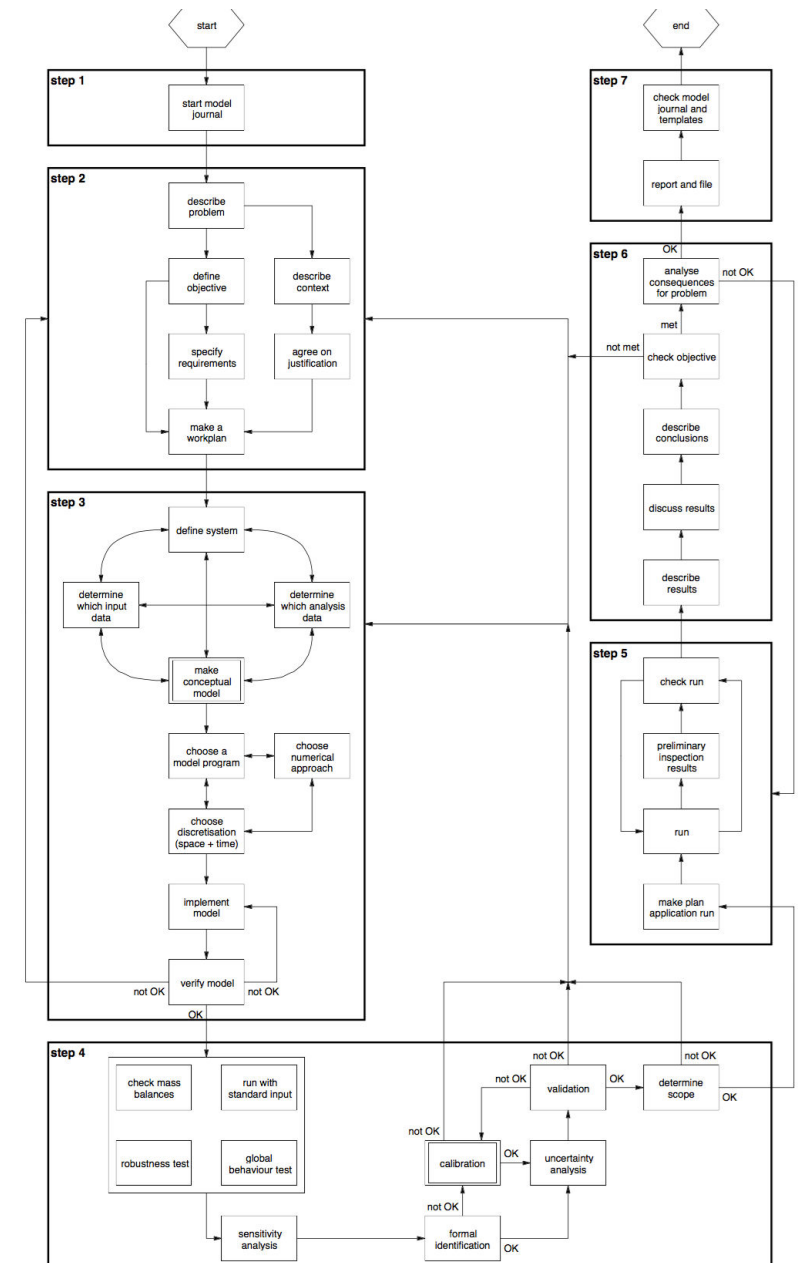 start
step 1
start model
journal
step 2
describe
problem
define
objective
describe
context
specify
requirements
agree on
justification
make a
workplan
step 3
define system
determine
which input
data
determine
which analysis
data
make
conceptual
model
choose a
model program
choose
numerical
approach
choose
discretisation
(space + time)
implement
model
verify model
not OK
not OK
OK
step 4
check mass
balances
run with
standard input
robustness test
global
behaviour test
sensitivity
analysis
formal
identification
not OK
OK
calibration
not OK
OK
uncertainty
analysis
validation
not OK
not OK
OK
determine
scope
not OK
OK
step 5
make plan
application run
run
preliminary
inspection
results
check run
step 6
describe
results
discuss results
describe
conclusions
check objective
not met
met
analyse
consequences
for problem
not OK
OK
step 7
report and file
check model
journal and
templates
end